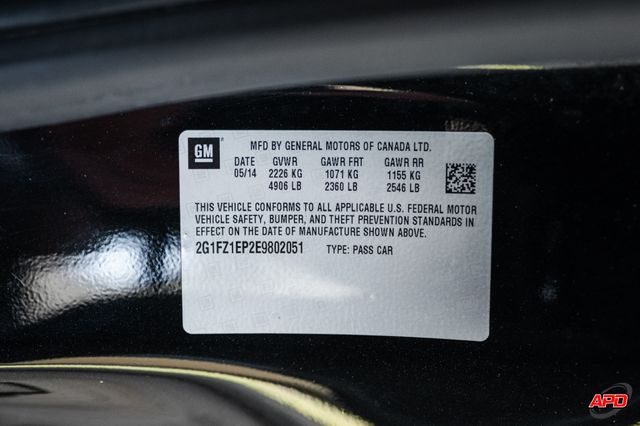 GM
MFD BY GENERAL MOTORS OF CANADA LTD.
DATE GVWR GAWR FRT GAWR RR
05/14 2226 KG 1071 KG 1155 KG
4906 LB 2360 LB 2546 LB
THIS VEHICLE CONFORMS TO ALL APPLICABLE U.S. FEDERAL MOTOR
VEHICLE SAFETY, BUMPER, AND THEFT PREVENTION STANDARDS IN
EFFECT ON THE DATE OF MANUFACTURE SHOWN ABOVE.
2G1FZ1EP2E9802051 TYPE: PASS CAR
APD